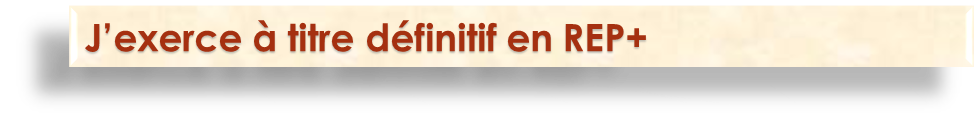 J’exerce à titre définitif en REP+